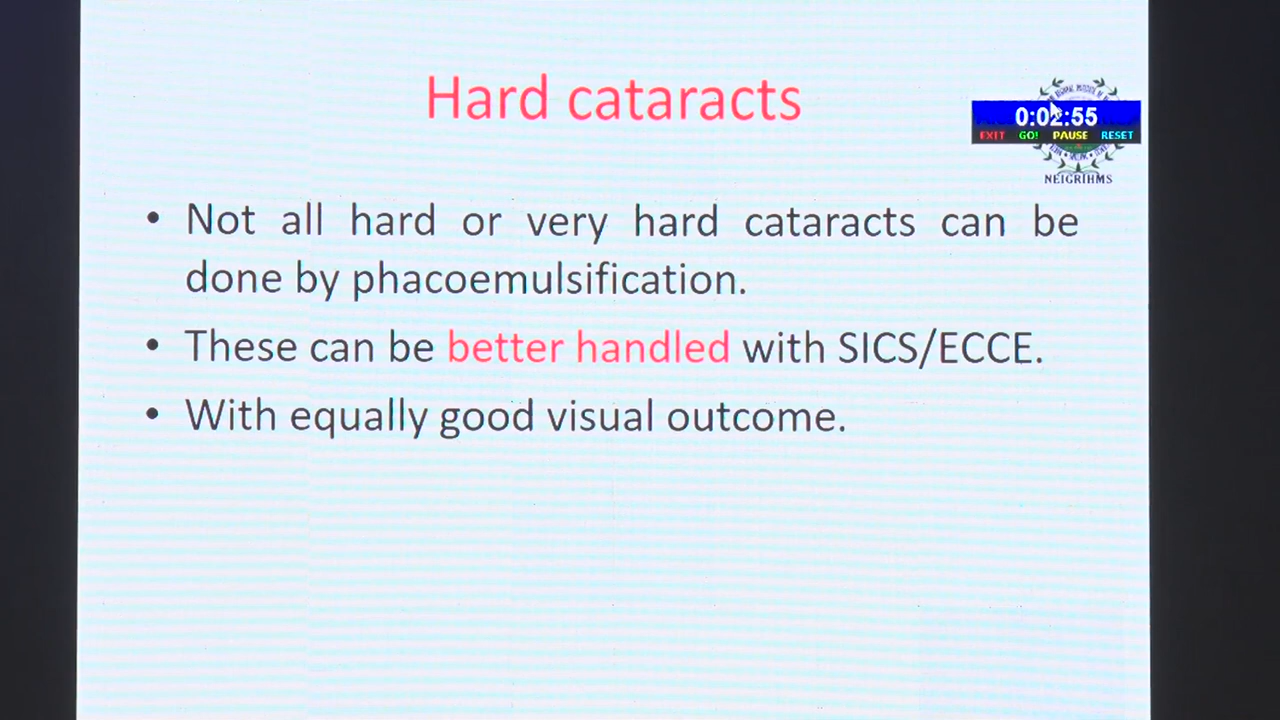 Hard cataracts
0:02:55
EXIT GO! PAUSE RESET
NEIGRIHMS
• Not all hard or very hard cataracts can be
done by phacoemulsification.
• These can be better handled with SICS/ECCE.
• With equally good visual outcome.